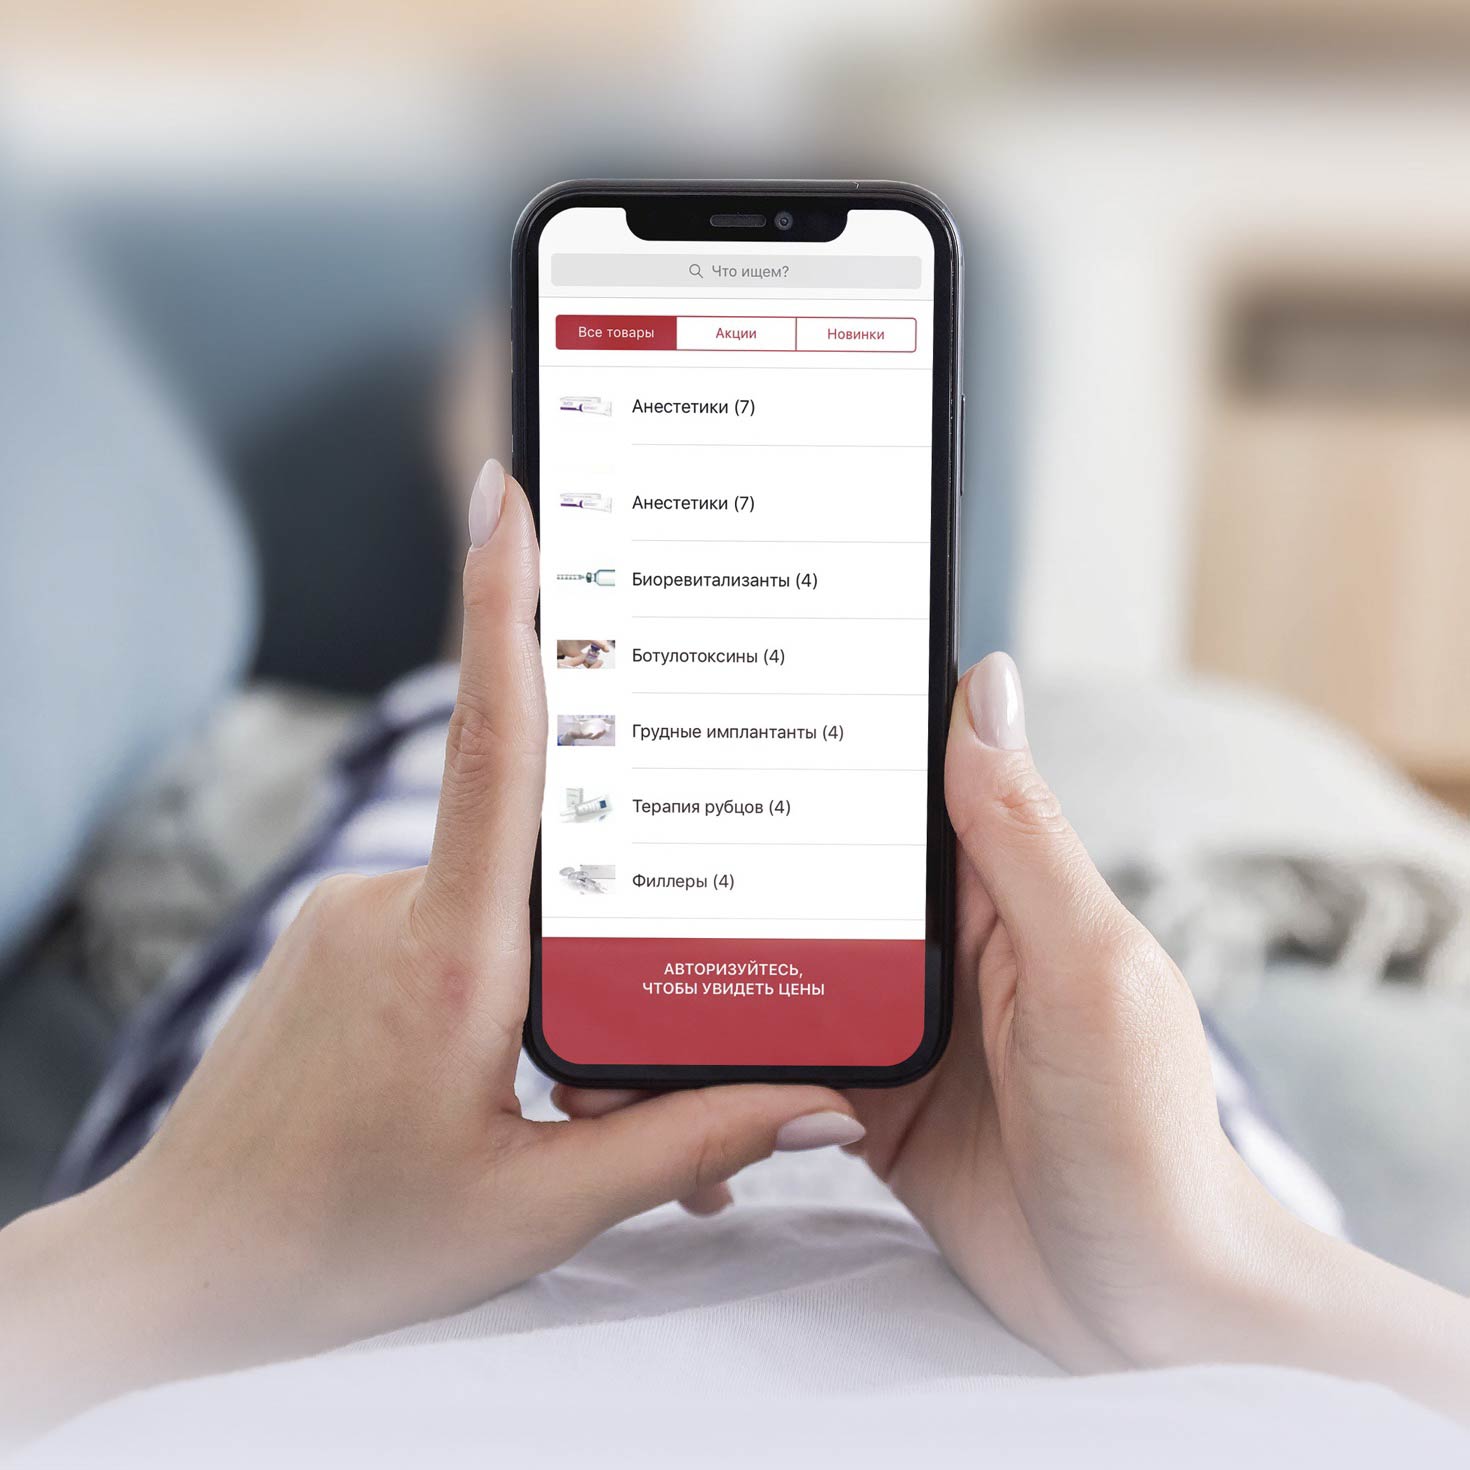 Что ищем?
Все товары
Акции
Новинки
Анестетики (7)
Анестетики (7)
Биоревитализанты (4)
Ботулотоксины (4)
Грудные имплантанты (4)
Терапия рубцов (4)
Филлеры (4)
АВТОРИЗУЙТЕСЬ,
ЧТОБЫ УВИДЕТЬ ЦЕНЫ